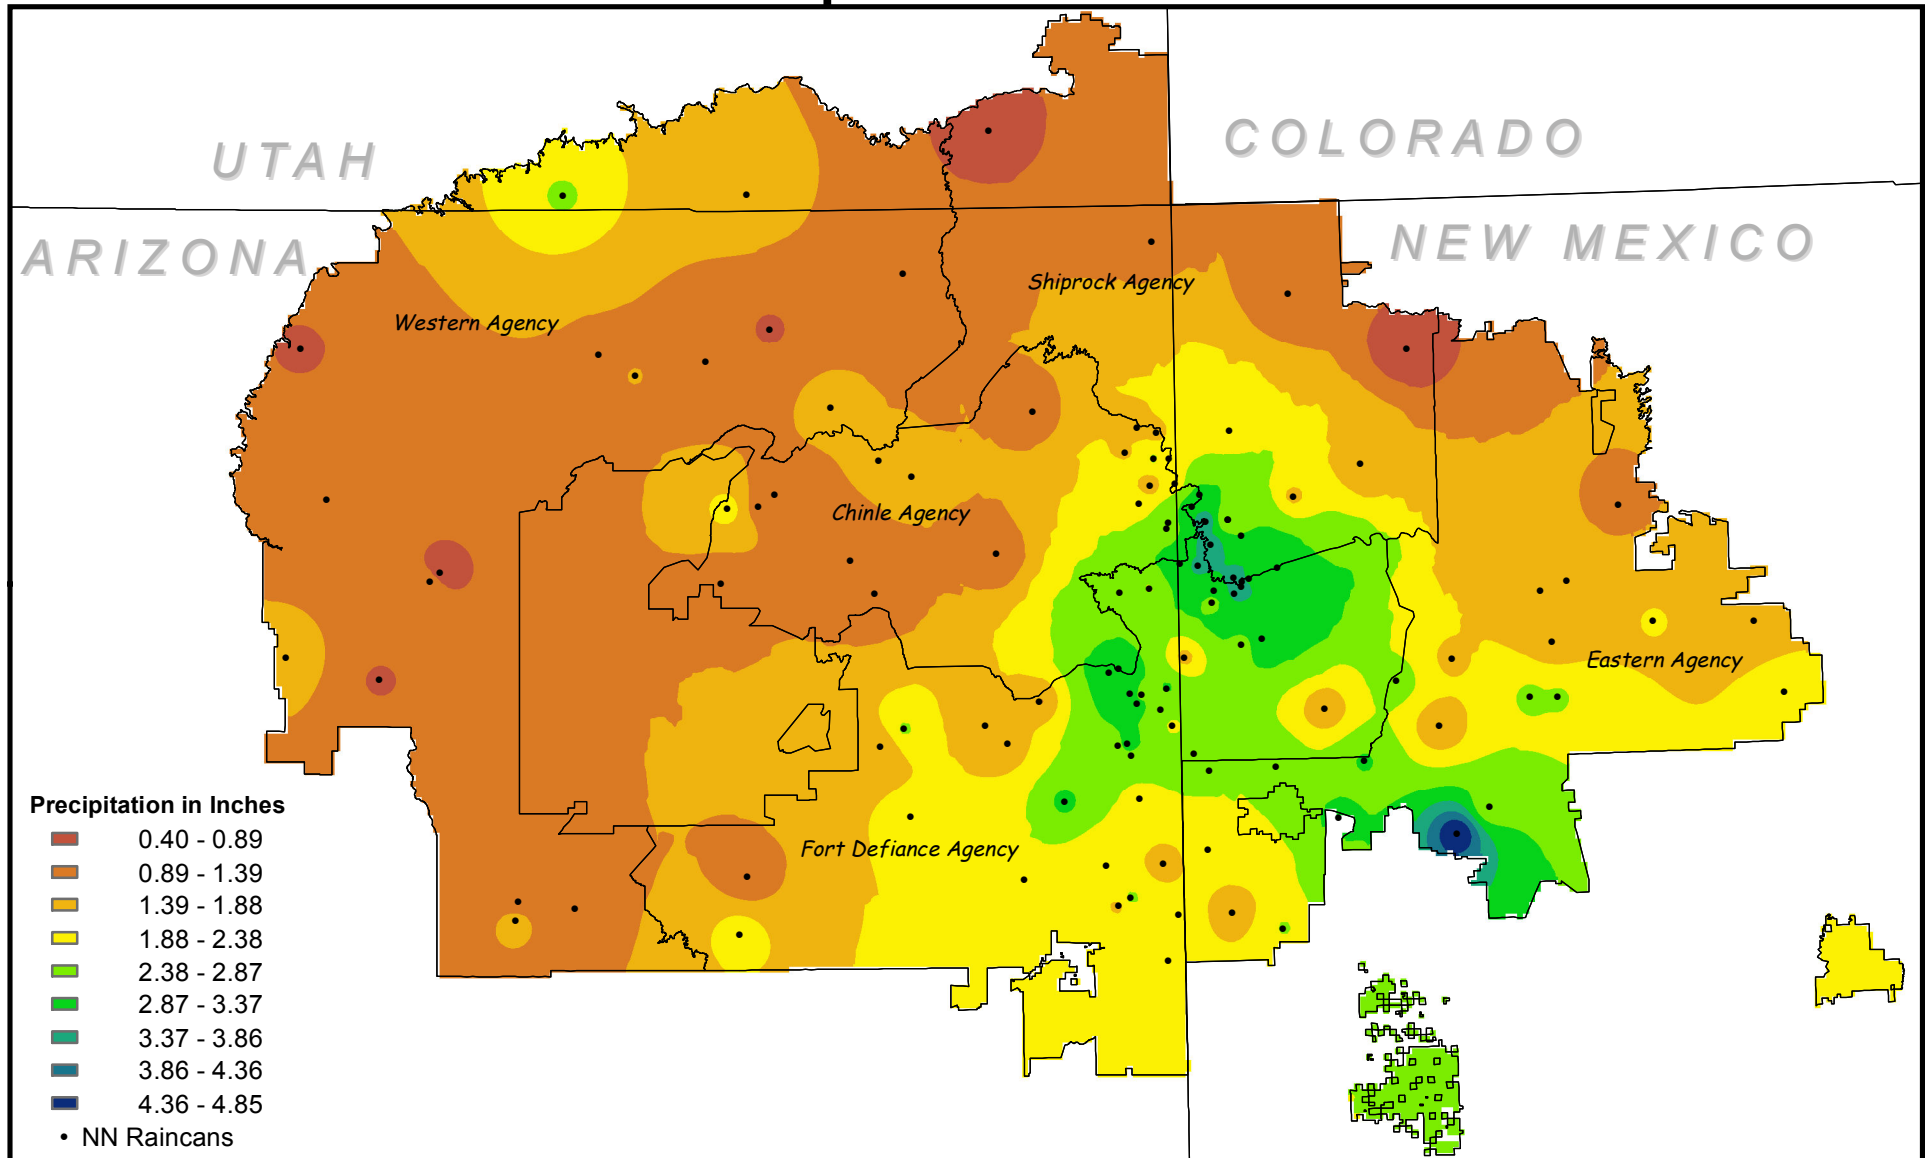 UTAH
COLORADO
ARIZONA
NEW MEXICO
Shiprock Agency
Western Agency
Chinle Agency
Eastern Agency
Fort Defiance Agency
Precipitation in Inches
0.40 - 0.89
0.89 - 1.39
1.39 - 1.88
1.88 - 2.38
2.38 - 2.87
2.87 - 3.37
3.37 - 3.86
3.86 - 4.36
4.36 - 4.85
NN Raincans